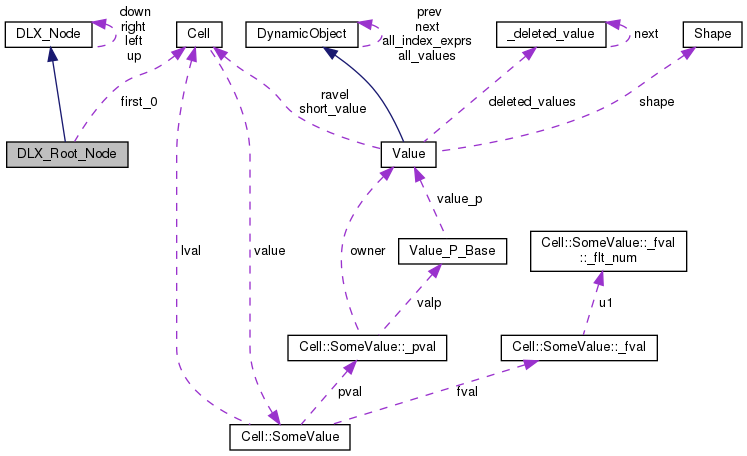 down
right
left
up
DLX_Node
Cell
DynamicObject
prev
next
all_index_exprs
all_values
_deleted_value
next
Shape
first_0
ravel
short_value
deleted_values
shape
DLX_Root_Node
Value
value_p
lval
value
owner
Value_P_Base
Cell::SomeValue::_fval
::_flt_num
valp
u1
Cell::SomeValue::_pval
Cell::SomeValue::_fval
pval
fval
Cell::SomeValue